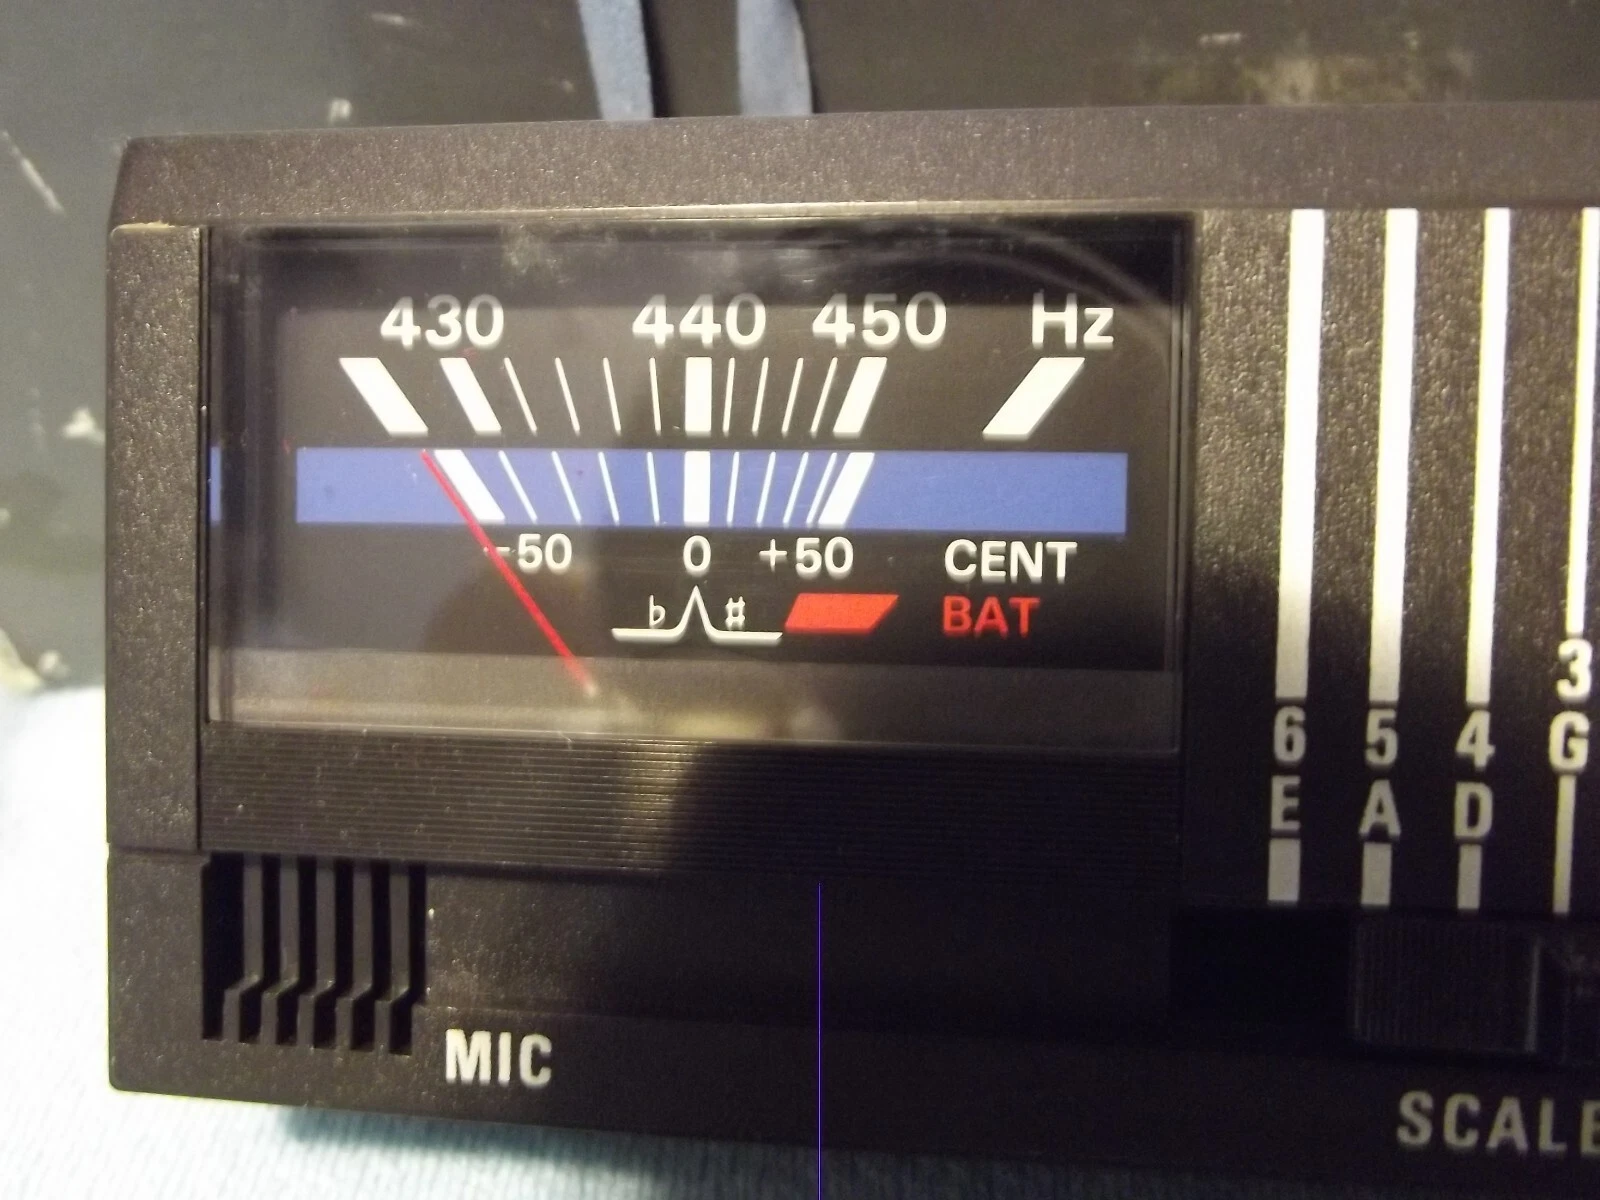 430 440 450 Hz
-50 0 +50 CENT
♭ ♯ BAT
3
6 5 4 G
E A D
MIC
SCALE